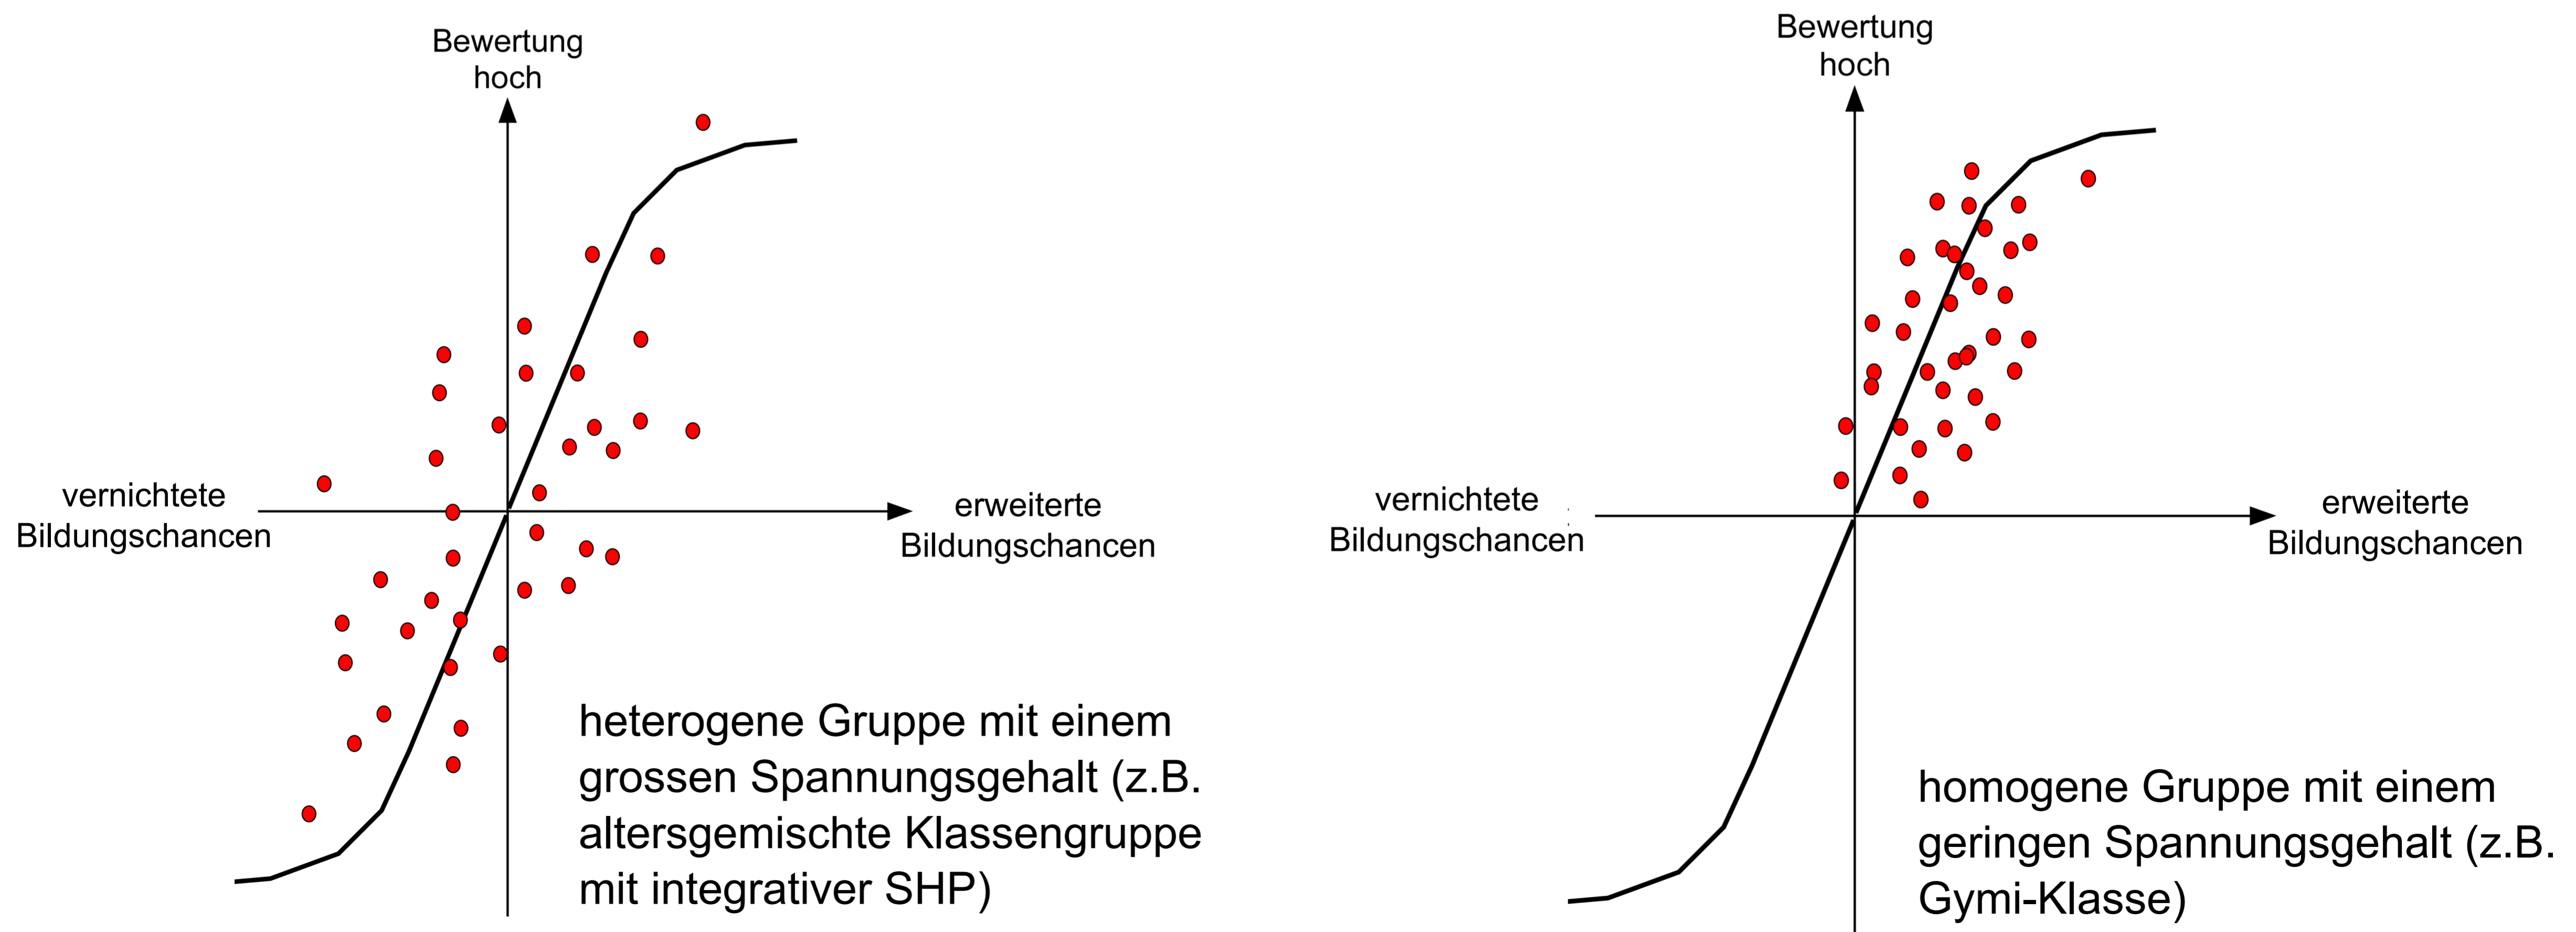 Bewertung
hoch
vernichtete
Bildungschancen
erweiterte
Bildungschancen
heterogene Gruppe mit einem
grossen Spannungsgehalt (z.B.
altersgemischte Klassengruppe
mit integrativer SHP)
Bewertung
hoch
vernichtete
Bildungschancen
erweiterte
Bildungschancen
homogene Gruppe mit einem
geringen Spannungsgehalt (z.B.
Gymi-Klasse)